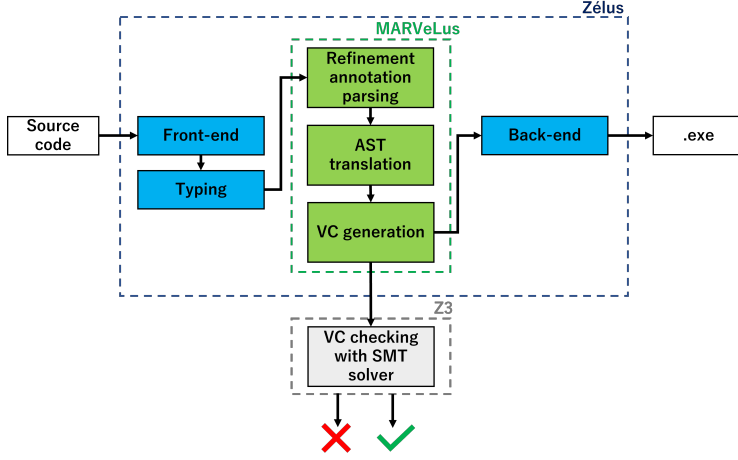 Zélus
MARVeLus
Refinement
annotation
parsing
Source
code
Front-end
AST
translation
Back-end
.exe
Typing
VC generation
Z3
VC checking
with SMT
solver